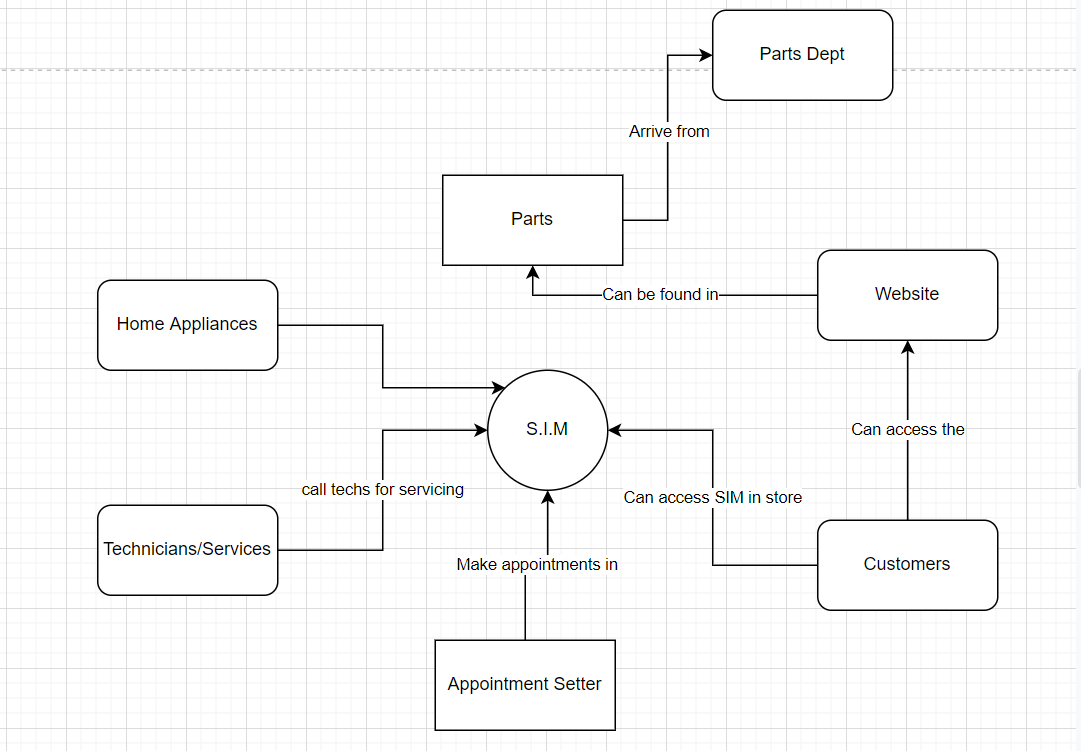 Parts Dept
Arrive from
Parts
Can be found in
Website
Home Appliances
S.I.M
Can access the
call techs for servicing
Can access SIM in store
Technicians/Services
Make appointments in
Customers
Appointment Setter